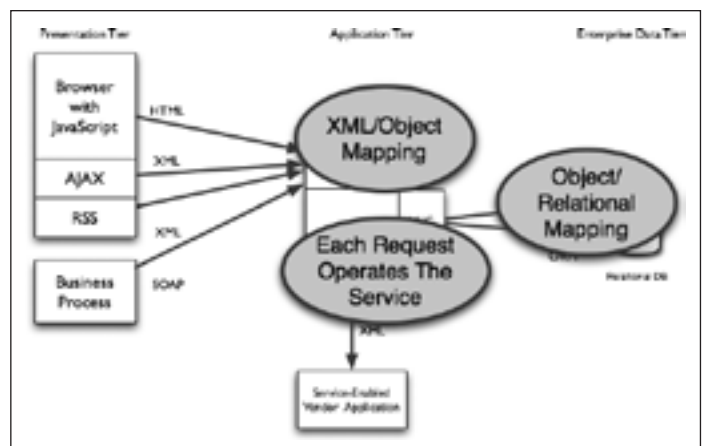 Presentation Tier
Application Tier
Enterprise Data Tier
Browser
with
JavaScript
AJAX
RSS
Business
Process
HTML
XML
XML
SOAP
XML/Object
Mapping
Each Request
Operates The
Service
Object/
Relational
Mapping
Relational DB
XML
Service-Enabled
Vendor Application